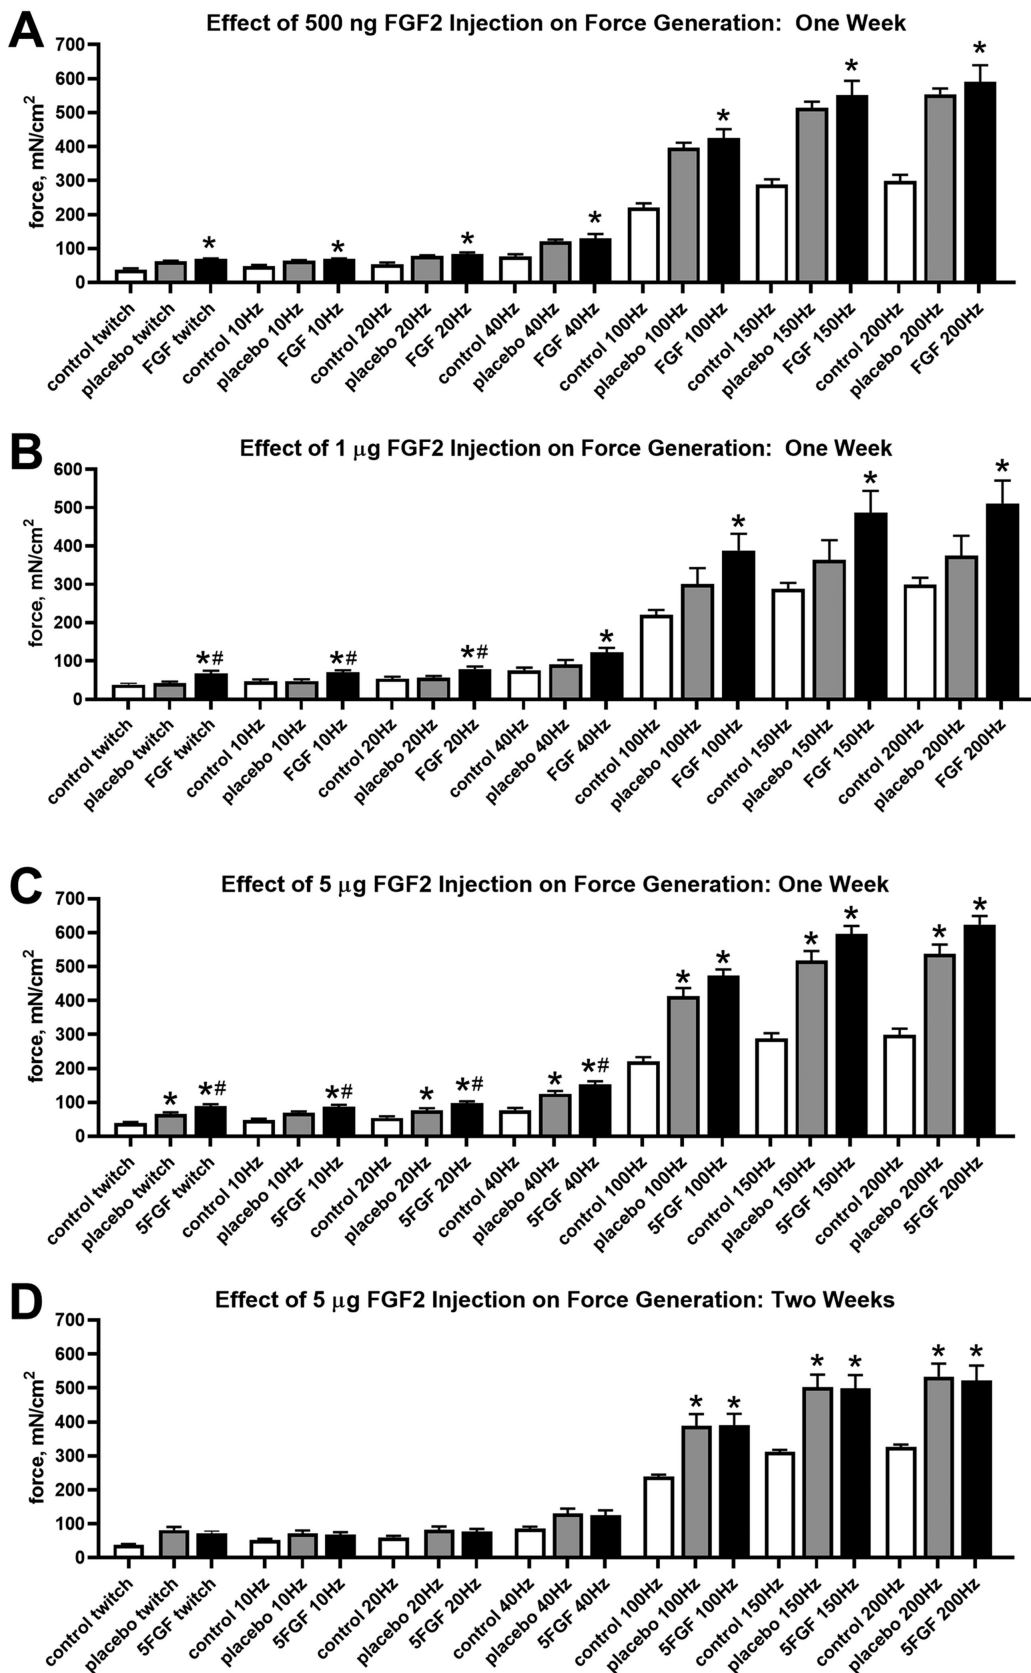 A
Effect of 500 ng FGF2 Injection on Force Generation: One Week
force, mN/cm2
700
600
500
400
300
200
100
0
* * * * * * *
control twitch
placebo twitch
FGF twitch
control 10Hz
placebo 10Hz
FGF 10Hz
control 20Hz
placebo 20Hz
FGF 20Hz
control 40Hz
placebo 40Hz
FGF 40Hz
control 100Hz
placebo 100Hz
FGF 100Hz
control 150Hz
placebo 150Hz
FGF 150Hz
control 200Hz
placebo 200Hz
FGF 200Hz
B
Effect of 1 µg FGF2 Injection on Force Generation: One Week
force, mN/cm2
600
500
400
300
200
100
0
*# *# *# * * * *
control twitch
placebo twitch
FGF twitch
control 10Hz
placebo 10Hz
FGF 10Hz
control 20Hz
placebo 20Hz
FGF 20Hz
control 40Hz
placebo 40Hz
FGF 40Hz
control 100Hz
placebo 100Hz
FGF 100Hz
control 150Hz
placebo 150Hz
FGF 150Hz
control 200Hz
placebo 200Hz
FGF 200Hz
C
Effect of 5 µg FGF2 Injection on Force Generation: One Week
force, mN/cm2
700
600
500
400
300
200
100
0
* *# *# * *# * *# * * * * * *
control twitch
placebo twitch
5FGF twitch
control 10Hz
placebo 10Hz
5FGF 10Hz
control 20Hz
placebo 20Hz
5FGF 20Hz
control 40Hz
placebo 40Hz
5FGF 40Hz
control 100Hz
placebo 100Hz
5FGF 100Hz
control 150Hz
placebo 150Hz
5FGF 150Hz
control 200Hz
placebo 200Hz
5FGF 200Hz
D
Effect of 5 µg FGF2 Injection on Force Generation: Two Weeks
force, mN/cm2
700
600
500
400
300
200
100
0
* * * * * *
control twitch
placebo twitch
5FGF twitch
control 10Hz
placebo 10Hz
5FGF 10Hz
control 20Hz
placebo 20Hz
5FGF 20Hz
control 40Hz
placebo 40Hz
5FGF 40Hz
control 100Hz
placebo 100Hz
5FGF 100Hz
control 150Hz
placebo 150Hz
5FGF 150Hz
control 200Hz
placebo 200Hz
5FGF 200Hz